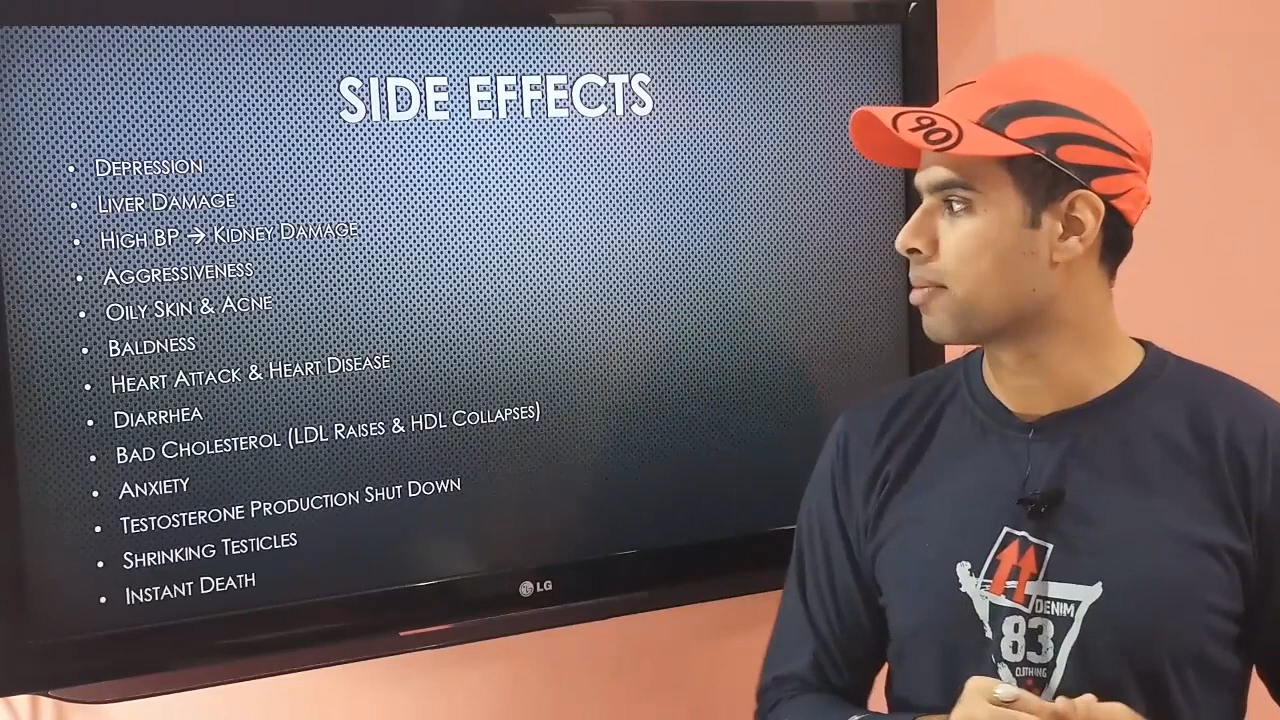 SIDE EFFECTS
• DEPRESSION
• LIVER DAMAGE
• HIGH BP → KIDNEY DAMAGE
• AGGRESSIVENESS
• OILY SKIN & ACNE
• BALDNESS
• HEART ATTACK & HEART DISEASE
• DIARRHEA
• BAD CHOLESTEROL (LDL RAISES & HDL COLLAPSES)
• ANXIETY
• TESTOSTERONE PRODUCTION SHUT DOWN
• SHRINKING TESTICLES
• INSTANT DEATH
LG
90
DENIM
83
CLOTHING